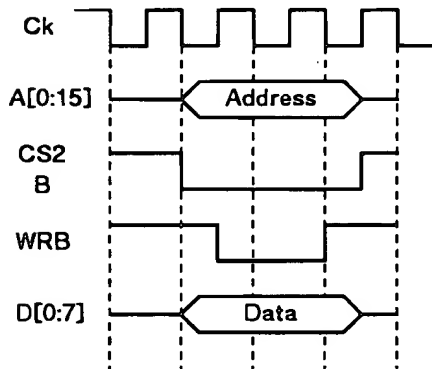 Ck
A[0:15]
Address
CS2
B
WRB
D[0:7]
Data